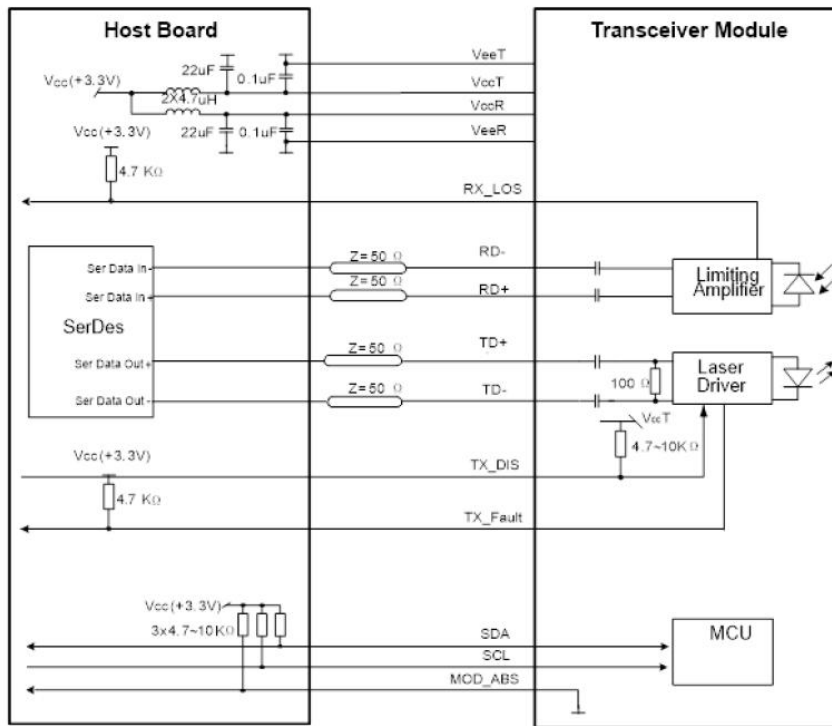 Host Board
Transceiver Module
VeeT
22uF
0.1uF
Vcc(+3.3V)
VccT
2X4.7uH
VccR
Vcc(+3.3V)
22uF
0.1uF
VeeR
4.7 KΩ
RX_LOS
Z=50 Ω
RD-
Ser Data In -
Limiting
Amplifier
Z=50 Ω
Ser Data In +
RD+
SerDes
Z=50 Ω
TD+
Ser Data Out +
Laser
Driver
100 Ω
Z=50 Ω
Ser Data Out -
TD-
VccT
4.7~10KΩ
Vcc(+3.3V)
TX_DIS
4.7 KΩ
TX_Fault
Vcc(+3.3V)
3x4.7~10KΩ
SDA
MCU
SCL
MOD_ABS